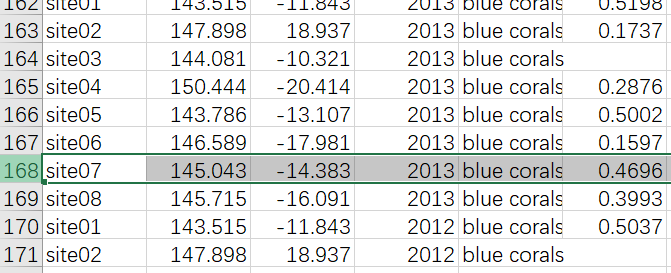 162 site01 143.515 -11.843 2013 blue corals 0.5198
163 site02 147.898 18.937 2013 blue corals 0.1737
164 site03 144.081 -10.321 2013 blue corals
165 site04 150.444 -20.414 2013 blue corals 0.2876
166 site05 143.786 -13.107 2013 blue corals 0.5002
167 site06 146.589 -17.981 2013 blue corals 0.1597
168 site07 145.043 -14.383 2013 blue corals 0.4696
169 site08 145.715 -16.091 2013 blue corals 0.3993
170 site01 143.515 -11.843 2012 blue corals 0.5037
171 site02 147.898 18.937 2012 blue corals